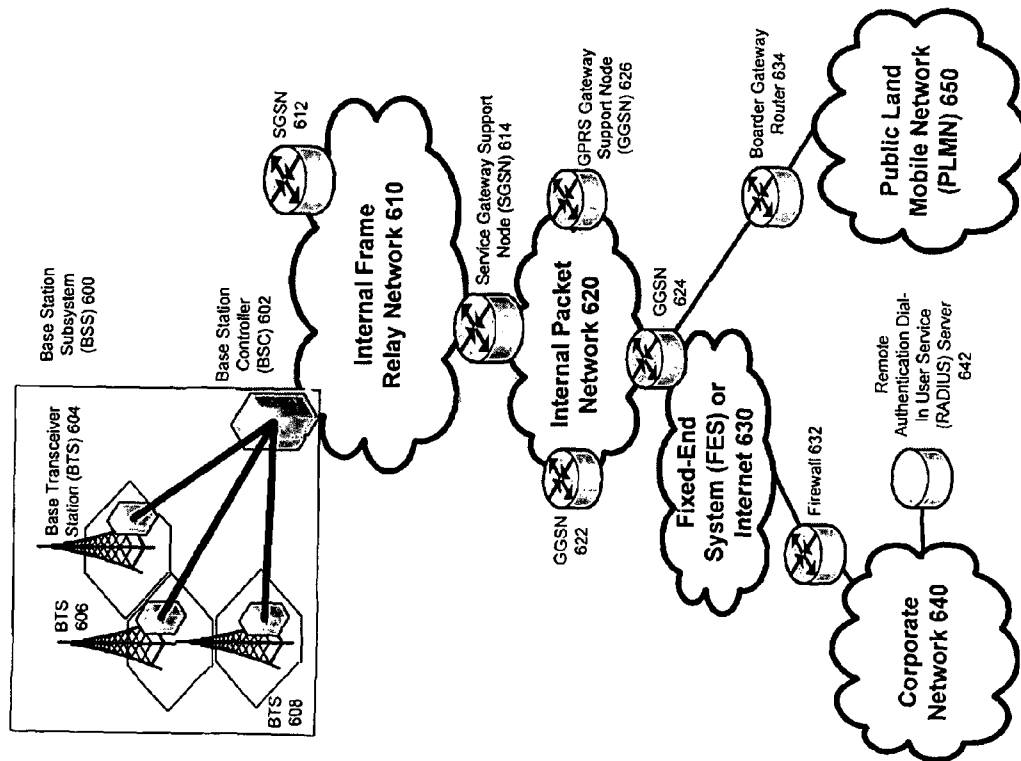 Base Station
Subsystem
(BSS) 600
Base Transceiver
Station (BTS) 604
BTS
606
BTS
608
Base Station
Controller
(BSC) 602
SGSN
612
Internal Frame
Relay Network 610
Service Gateway Support
Node (SGSN) 614
GPRS Gateway
Support Node
(GGSN) 626
Internal Packet
Network 620
GGSN
622
GGSN
624
Boarder Gateway
Router 634
Fixed-End
System (FES) or
Internet 630
Public Land
Mobile Network
(PLMN) 650
Firewall 632
Remote
Authentication Dial-
In User Service
(RADIUS) Server
642
Corporate
Network 640